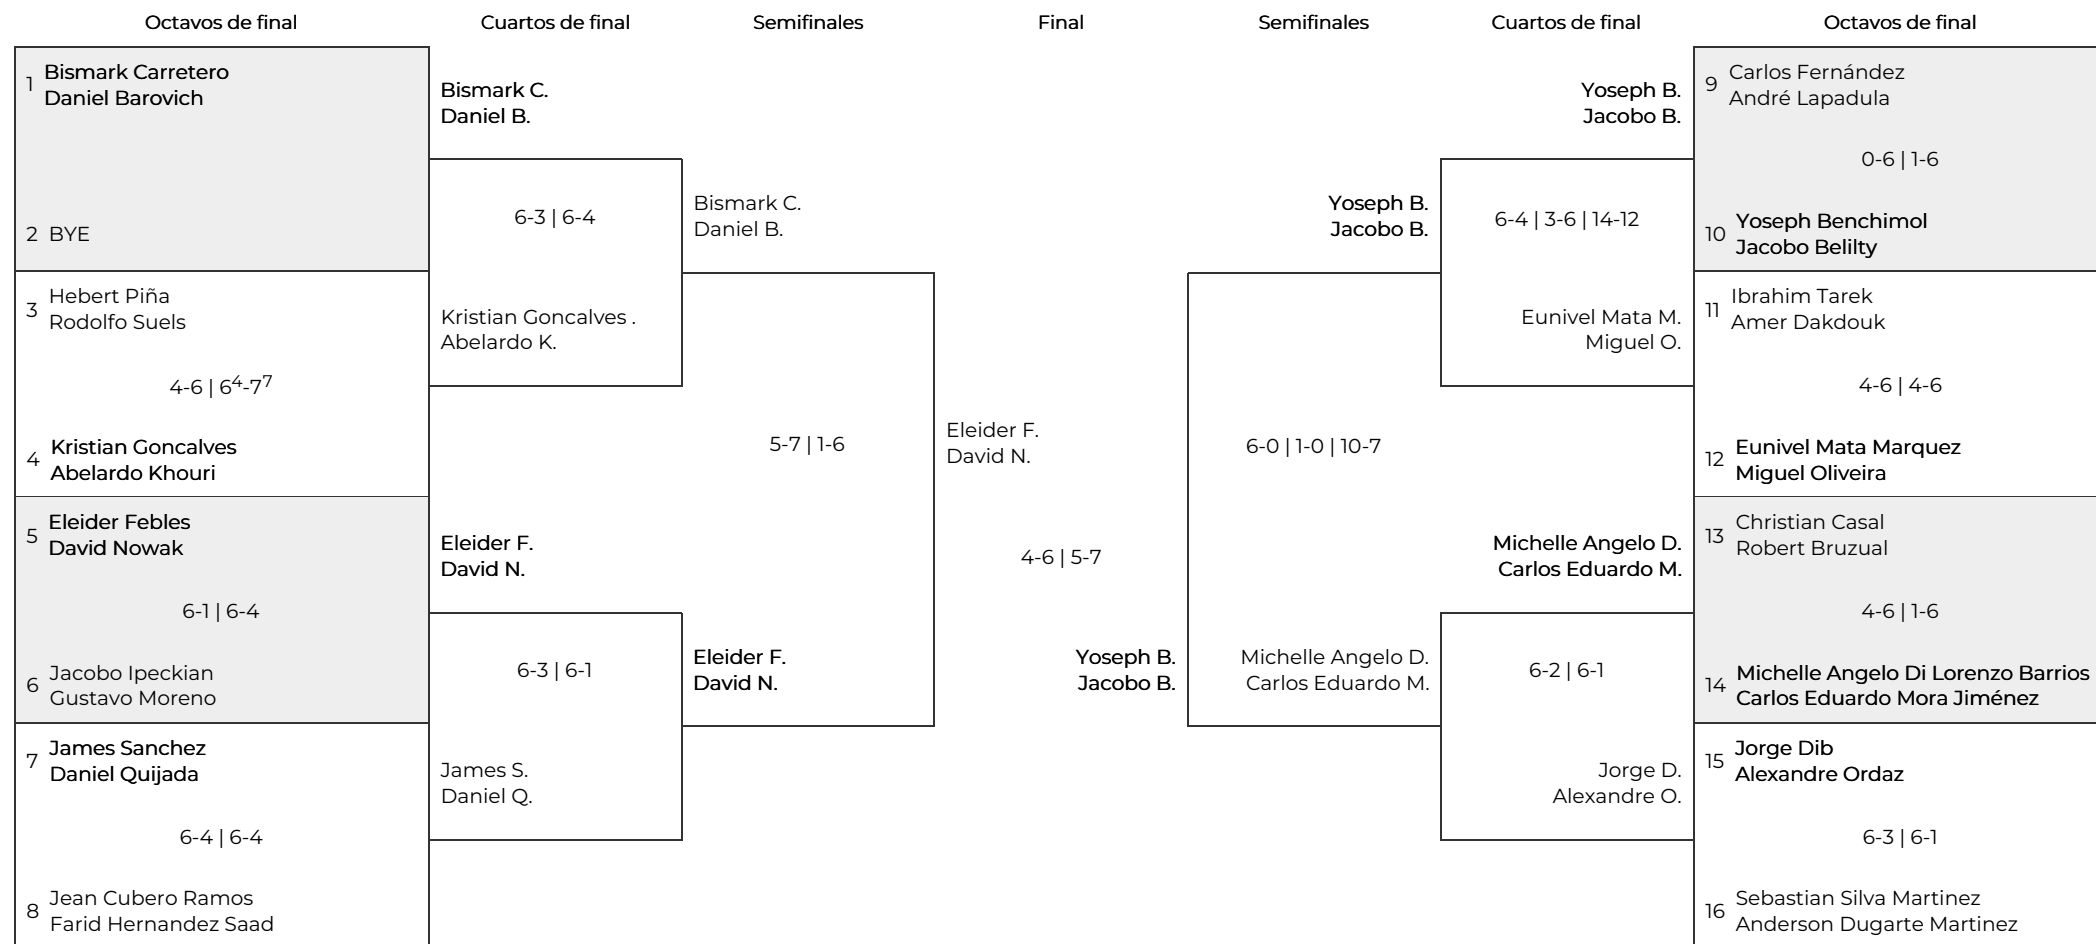 Octavos de final
Cuartos de final
Semifinales
Final
Semifinales
Cuartos de final
Octavos de final
1
Bismark Carretero
Daniel Barovich
2 BYE
3
Hebert Piña
Rodolfo Suels
4-6 | 6⁴-7⁷
4
Kristian Goncalves
Abelardo Khouri
5
Eleider Febles
David Nowak
6-1 | 6-4
6
Jacobo Ipeckian
Gustavo Moreno
7
James Sanchez
Daniel Quijada
6-4 | 6-4
8
Jean Cubero Ramos
Farid Hernandez Saad
Bismark C.
Daniel B.
6-3 | 6-4
Kristian Goncalves .
Abelardo K.
Eleider F.
David N.
6-3 | 6-1
James S.
Daniel Q.
Bismark C.
Daniel B.
5-7 | 1-6
Eleider F.
David N.
Eleider F.
David N.
4-6 | 5-7
Yoseph B.
Jacobo B.
Yoseph B.
Jacobo B.
6-0 | 1-0 | 10-7
Michelle Angelo D.
Carlos Eduardo M.
Yoseph B.
Jacobo B.
6-4 | 3-6 | 14-12
Eunivel Mata M.
Miguel O.
Michelle Angelo D.
Carlos Eduardo M.
6-2 | 6-1
Jorge D.
Alexandre O.
9
Carlos Fernández
André Lapadula
0-6 | 1-6
10
Yoseph Benchimol
Jacobo Belilty
11
Ibrahim Tarek
Amer Dakdouk
4-6 | 4-6
12
Eunivel Mata Marquez
Miguel Oliveira
13
Christian Casal
Robert Bruzual
4-6 | 1-6
14
Michelle Angelo Di Lorenzo Barrios
Carlos Eduardo Mora Jiménez
15
Jorge Dib
Alexandre Ordaz
6-3 | 6-1
16
Sebastian Silva Martinez
Anderson Dugarte Martinez